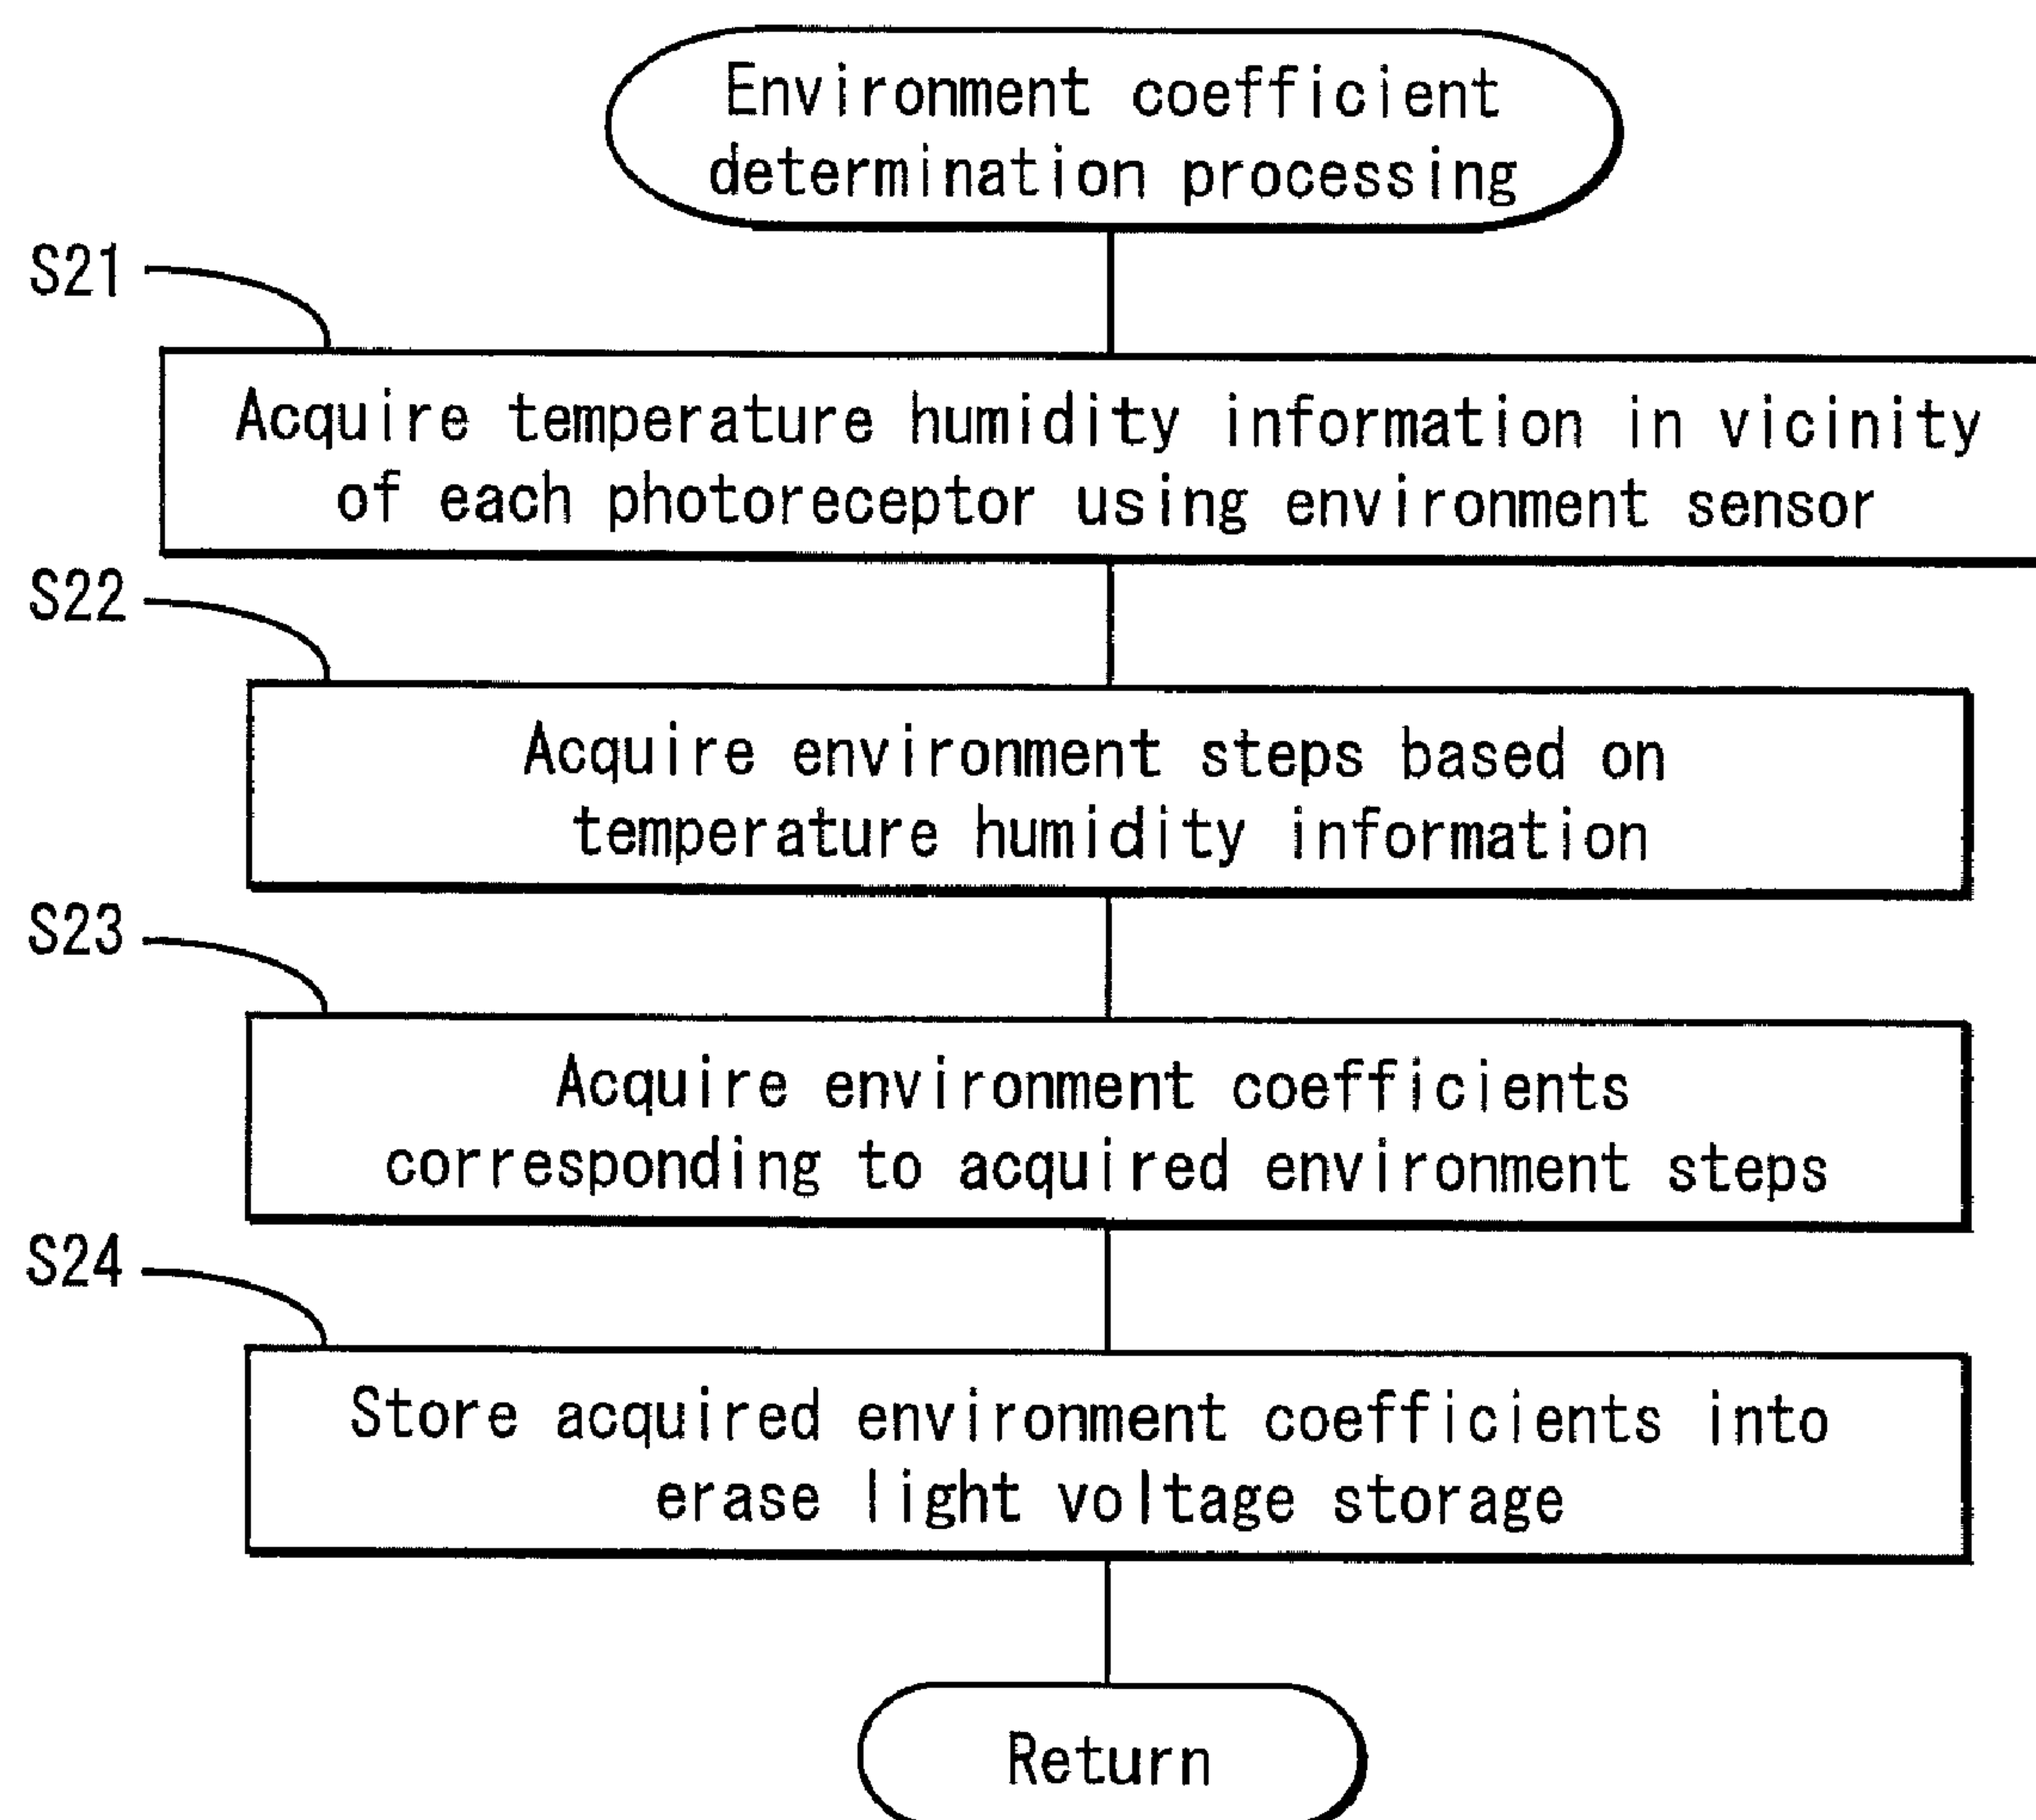 Environment coefficient
determination processing
S21
Acquire temperature humidity information in vicinity
of each photoreceptor using environment sensor
S22
Acquire environment steps based on
temperature humidity information
S23
Acquire environment coefficients
corresponding to acquired environment steps
S24
Store acquired environment coefficients into
erase light voltage storage
Return